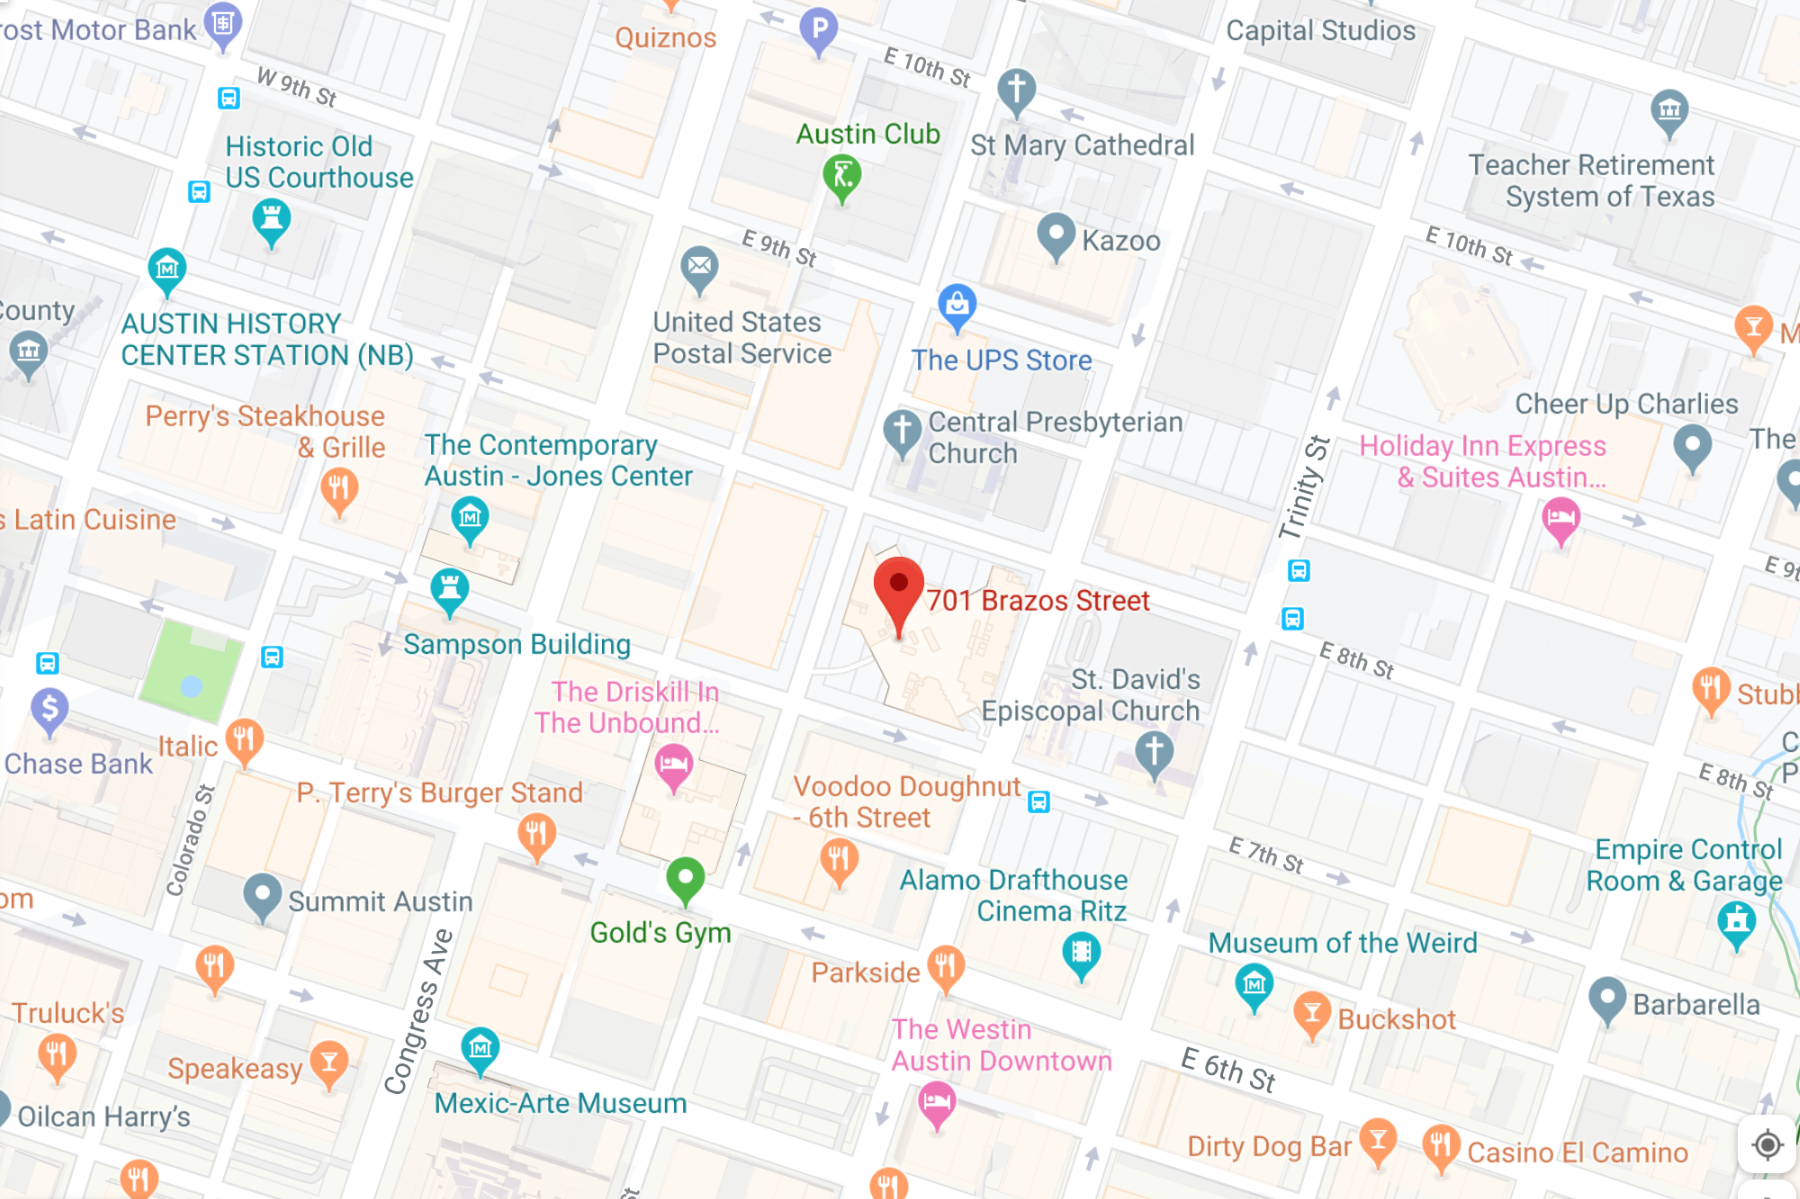 rost Motor Bank
Quiznos
P
Capital Studios
W 9th St
E 10th St
Historic Old
US Courthouse
Austin Club
St Mary Cathedral
Teacher Retirement
System of Texas
E 9th St
Kazoo
E 10th St
County
AUSTIN HISTORY
CENTER STATION (NB)
United States
Postal Service
The UPS Store
M
Perry's Steakhouse
& Grille
The Contemporary
Austin - Jones Center
Central Presbyterian
Church
Cheer Up Charlies
Holiday Inn Express
& Suites Austin...
The
Trinity St
s Latin Cuisine
E 9t
701 Brazos Street
Sampson Building
E 8th St
The Driskill In
The Unbound...
St. David's
Episcopal Church
Stubb
$
Chase Bank
Italic
P. Terry's Burger Stand
Voodoo Doughnut
- 6th Street
C
P
E 8th St
Colorado St
E 7th St
Empire Control
Room & Garage
om
Summit Austin
Gold's Gym
Alamo Drafthouse
Cinema Ritz
Museum of the Weird
Congress Ave
Parkside
Truluck's
Buckshot
Barbarella
The Westin
Austin Downtown
Speakeasy
E 6th St
Mexic-Arte Museum
Oilcan Harry's
Dirty Dog Bar
Casino El Camino
st